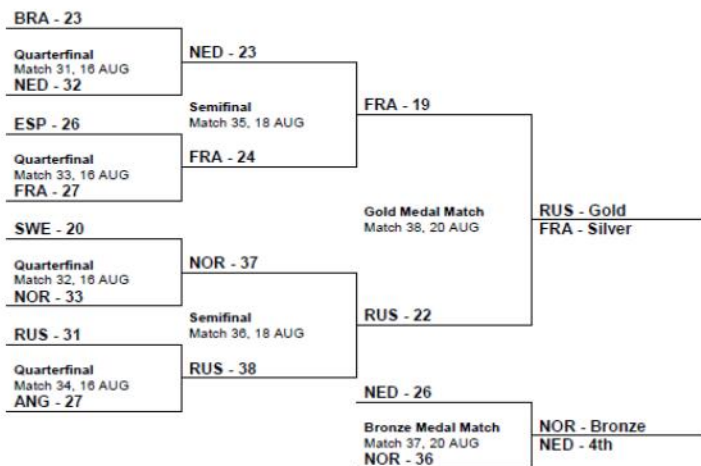 BRA - 23
Quarterfinal
Match 31, 16 AUG
NED - 32
ESP - 26
Quarterfinal
Match 33, 16 AUG
FRA - 27
SWE - 20
Quarterfinal
Match 32, 16 AUG
NOR - 33
RUS - 31
Quarterfinal
Match 34, 16 AUG
ANG - 27
NED - 23
Semifinal
Match 35, 18 AUG
FRA - 24
NOR - 37
Semifinal
Match 36, 18 AUG
RUS - 38
FRA - 19
Gold Medal Match
Match 38, 20 AUG
RUS - 22
NED - 26
Bronze Medal Match
Match 37, 20 AUG
NOR - 36
RUS - Gold
FRA - Silver
NOR - Bronze
NED - 4th